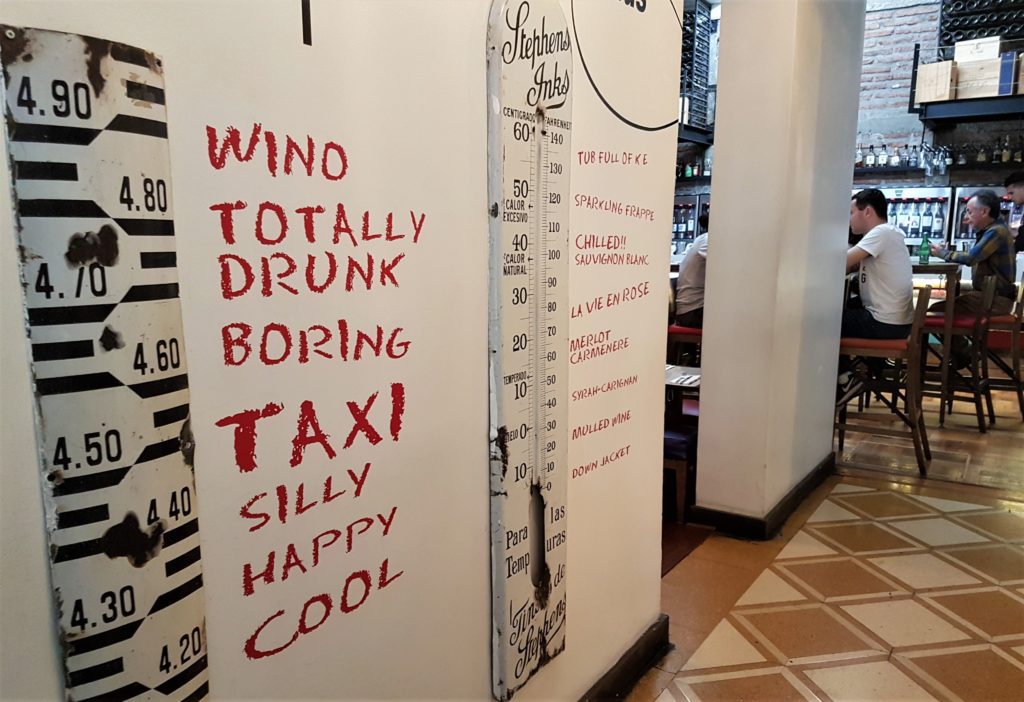 4.90
4.80
4.70
4.60
4.50
4.40
4.30
4.20
WINO
TOTALLY
DRUNK
BORING
TAXI
SILLY
HAPPY
COOL
Stephens
Inks
CENTIGRADO FAHRENHEIT
60 140
130
50 120
CALOR
EXCESIVO
110
40 100
CALOR
NATURAL
90
30 80
70
20 60
TEMPERADO
10 50
40
0 30
20
10 10
0
Para las
Temp uras
de
Stephens
TUB FULL OF
SPARKLING FRAPPE
CHILLED!!
SAUVIGNON BLANC
LA VIE EN ROSE
MERLOT
CARMENERE
SYRAH-CARIGNAN
MULLED WINE
DOWN JACKET